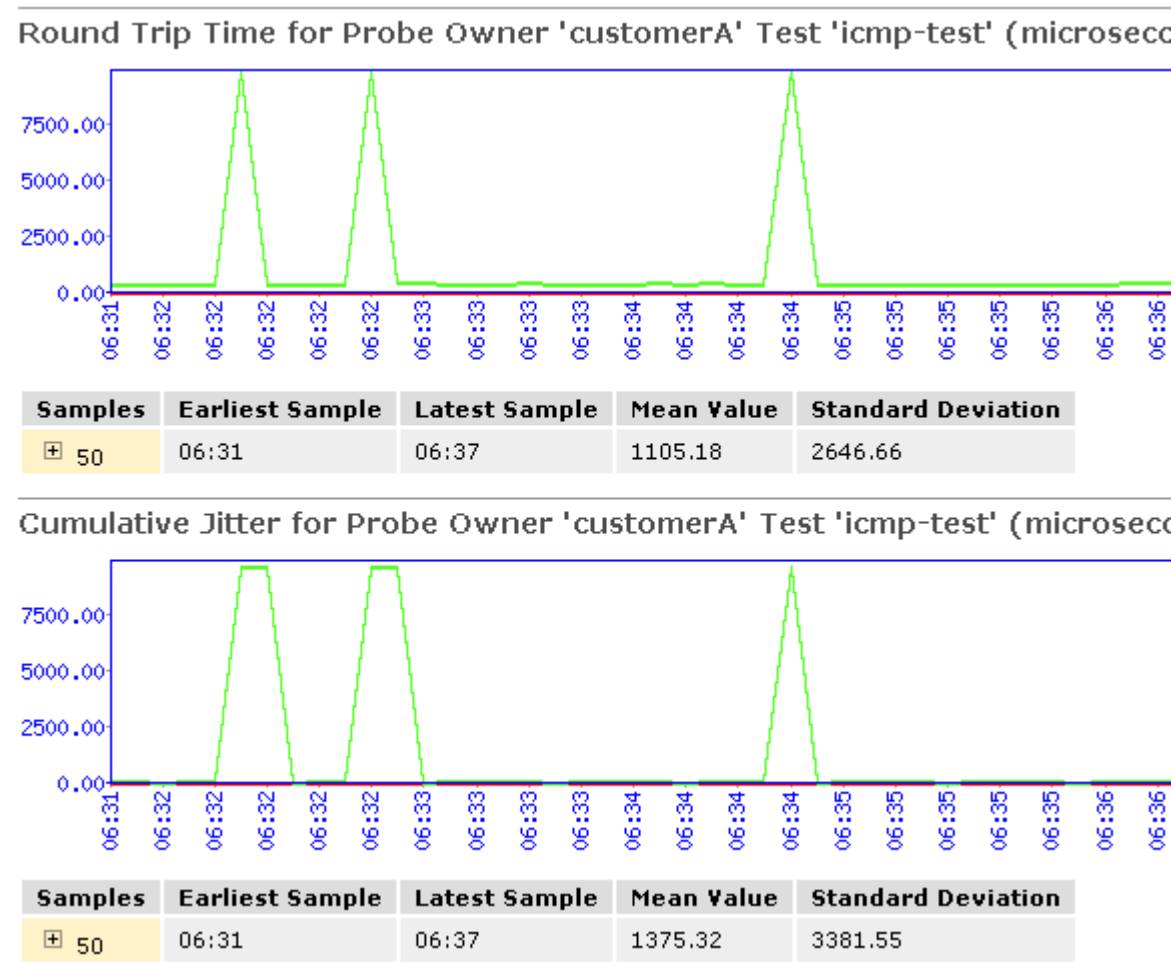 Round Trip Time for Probe Owner 'customerA' Test 'icmp-test' (microsecc
7500.00
5000.00
2500.00
0.00
06:31 06:32 06:32 06:32 06:32 06:32 06:33 06:33 06:33 06:33 06:34 06:34 06:34 06:34 06:35 06:35 06:35 06:35 06:35 06:36 06:36
Samples Earliest Sample Latest Sample Mean Value Standard Deviation
50 06:31 06:37 1105.18 2646.66
Cumulative Jitter for Probe Owner 'customerA' Test 'icmp-test' (microsecc
7500.00
5000.00
2500.00
0.00
06:31 06:32 06:32 06:32 06:32 06:32 06:33 06:33 06:33 06:33 06:34 06:34 06:34 06:34 06:35 06:35 06:35 06:35 06:35 06:36 06:36
Samples Earliest Sample Latest Sample Mean Value Standard Deviation
50 06:31 06:37 1375.32 3381.55